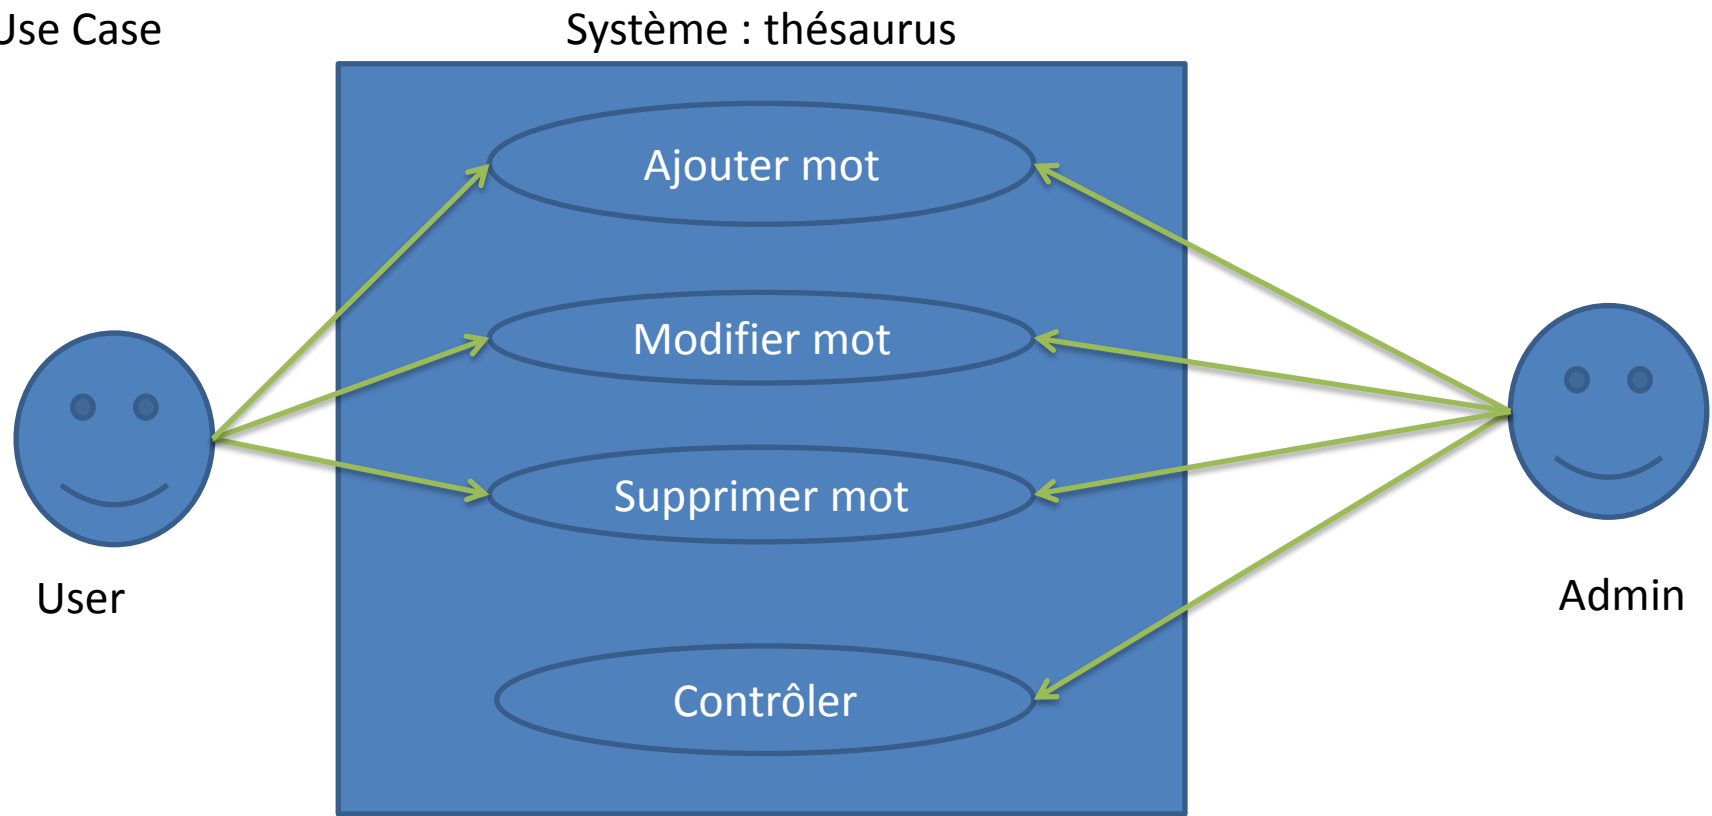 Use Case
Système : thésaurus
Ajouter mot
Modifier mot
Supprimer mot
User
Admin
Contrôler